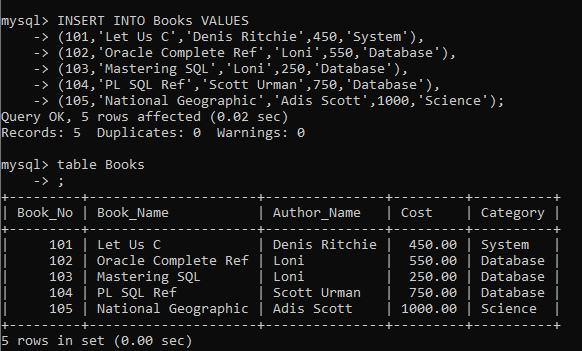 mysql> INSERT INTO Books VALUES
    -> (101,'Let Us C','Denis Ritchie',450,'System'),
    -> (102,'Oracle Complete Ref','Loni',550,'Database'),
    -> (103,'Mastering SQL','Loni',250,'Database'),
    -> (104,'PL SQL Ref','Scott Urman',750,'Database'),
    -> (105,'National Geographic','Adis Scott',1000,'Science');
Query OK, 5 rows affected (0.02 sec)
Records: 5  Duplicates: 0  Warnings: 0

mysql> table Books
    -> ;
+---------+---------------------+---------------+---------+----------+
| Book_No | Book_Name           | Author_Name   | Cost    | Category |
+---------+---------------------+---------------+---------+----------+
|     101 | Let Us C            | Denis Ritchie |  450.00 | System   |
|     102 | Oracle Complete Ref | Loni          |  550.00 | Database |
|     103 | Mastering SQL       | Loni          |  250.00 | Database |
|     104 | PL SQL Ref          | Scott Urman   |  750.00 | Database |
|     105 | National Geographic | Adis Scott    | 1000.00 | Science  |
+---------+---------------------+---------------+---------+----------+
5 rows in set (0.00 sec)